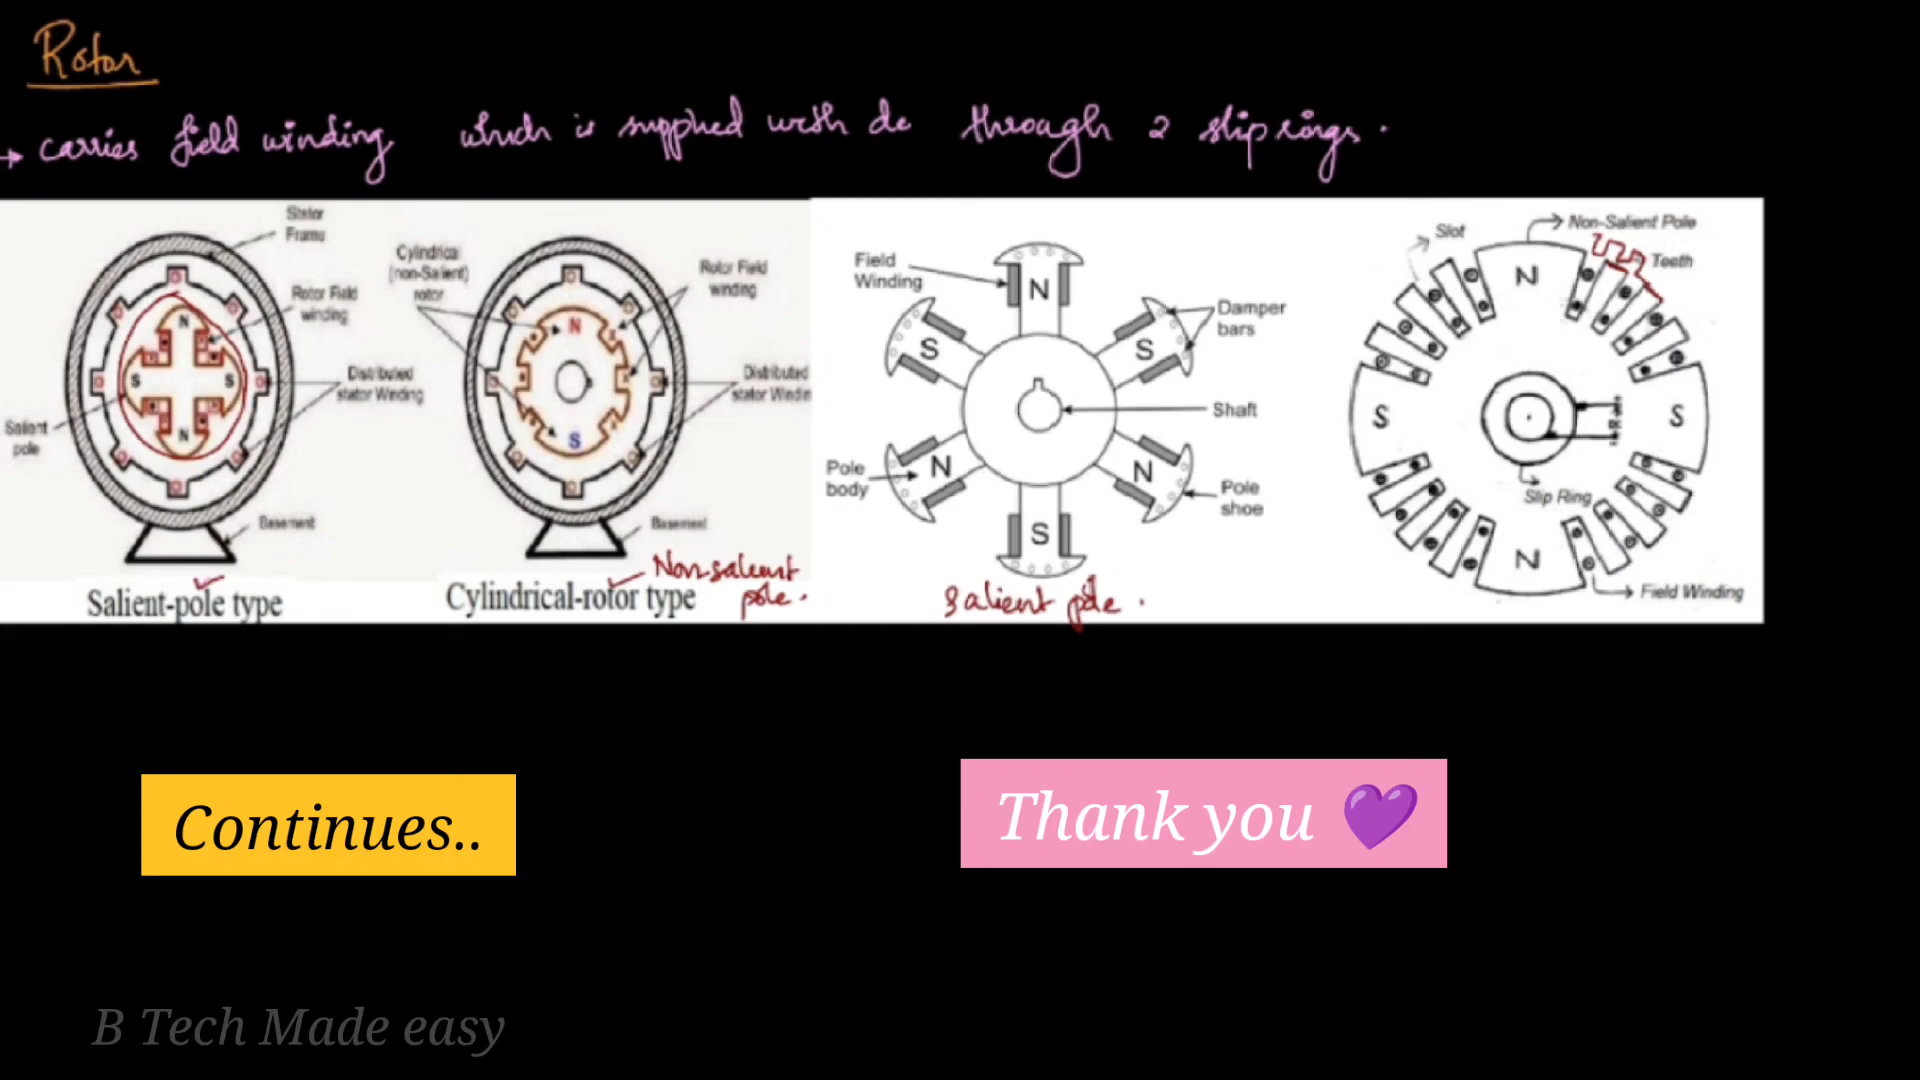 Rotor
→ carries field winding which is supplied with dc through 2 slip rings.
Stator
Frame
Rotor Field
winding
Distributed
stator Winding
Salient
pole
Basement
N
S
S
N
Salient-pole type
Cylindrical
(non-Salient)
rotor
Rotor Field
winding
Distributed
stator Windin
Basement
N
S
Cylindrical-rotor type
Non salient
pole.
Field
Winding
N
S
S
Damper
bars
Shaft
Pole
body
N
N
Pole
shoe
S
Salient pole.
Slot
Non-Salient Pole
Teeth
N
S
S
Slip Ring
N
Field Winding
Continues..
Thank you 💜
B Tech Made easy